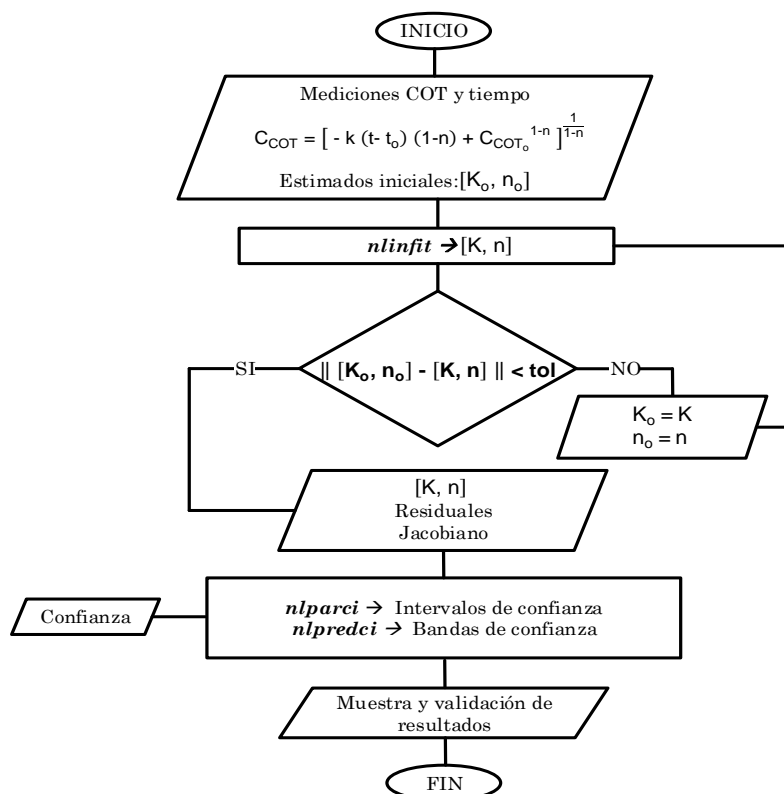 INICIO
Mediciones COT y tiempo
C_COT = [ - k (t- t_o) (1-n) + C_COT_o^1-n ]^1/1-n
Estimados iniciales:[K_o, n_o]
nlinfit → [K, n]
SI
|| [K_o, n_o] - [K, n] || < tol
NO
K_o = K
n_o = n
[K, n]
Residuales
Jacobiano
Confianza
nlparci → Intervalos de confianza
nlpredci → Bandas de confianza
Muestra y validación de
resultados
FIN